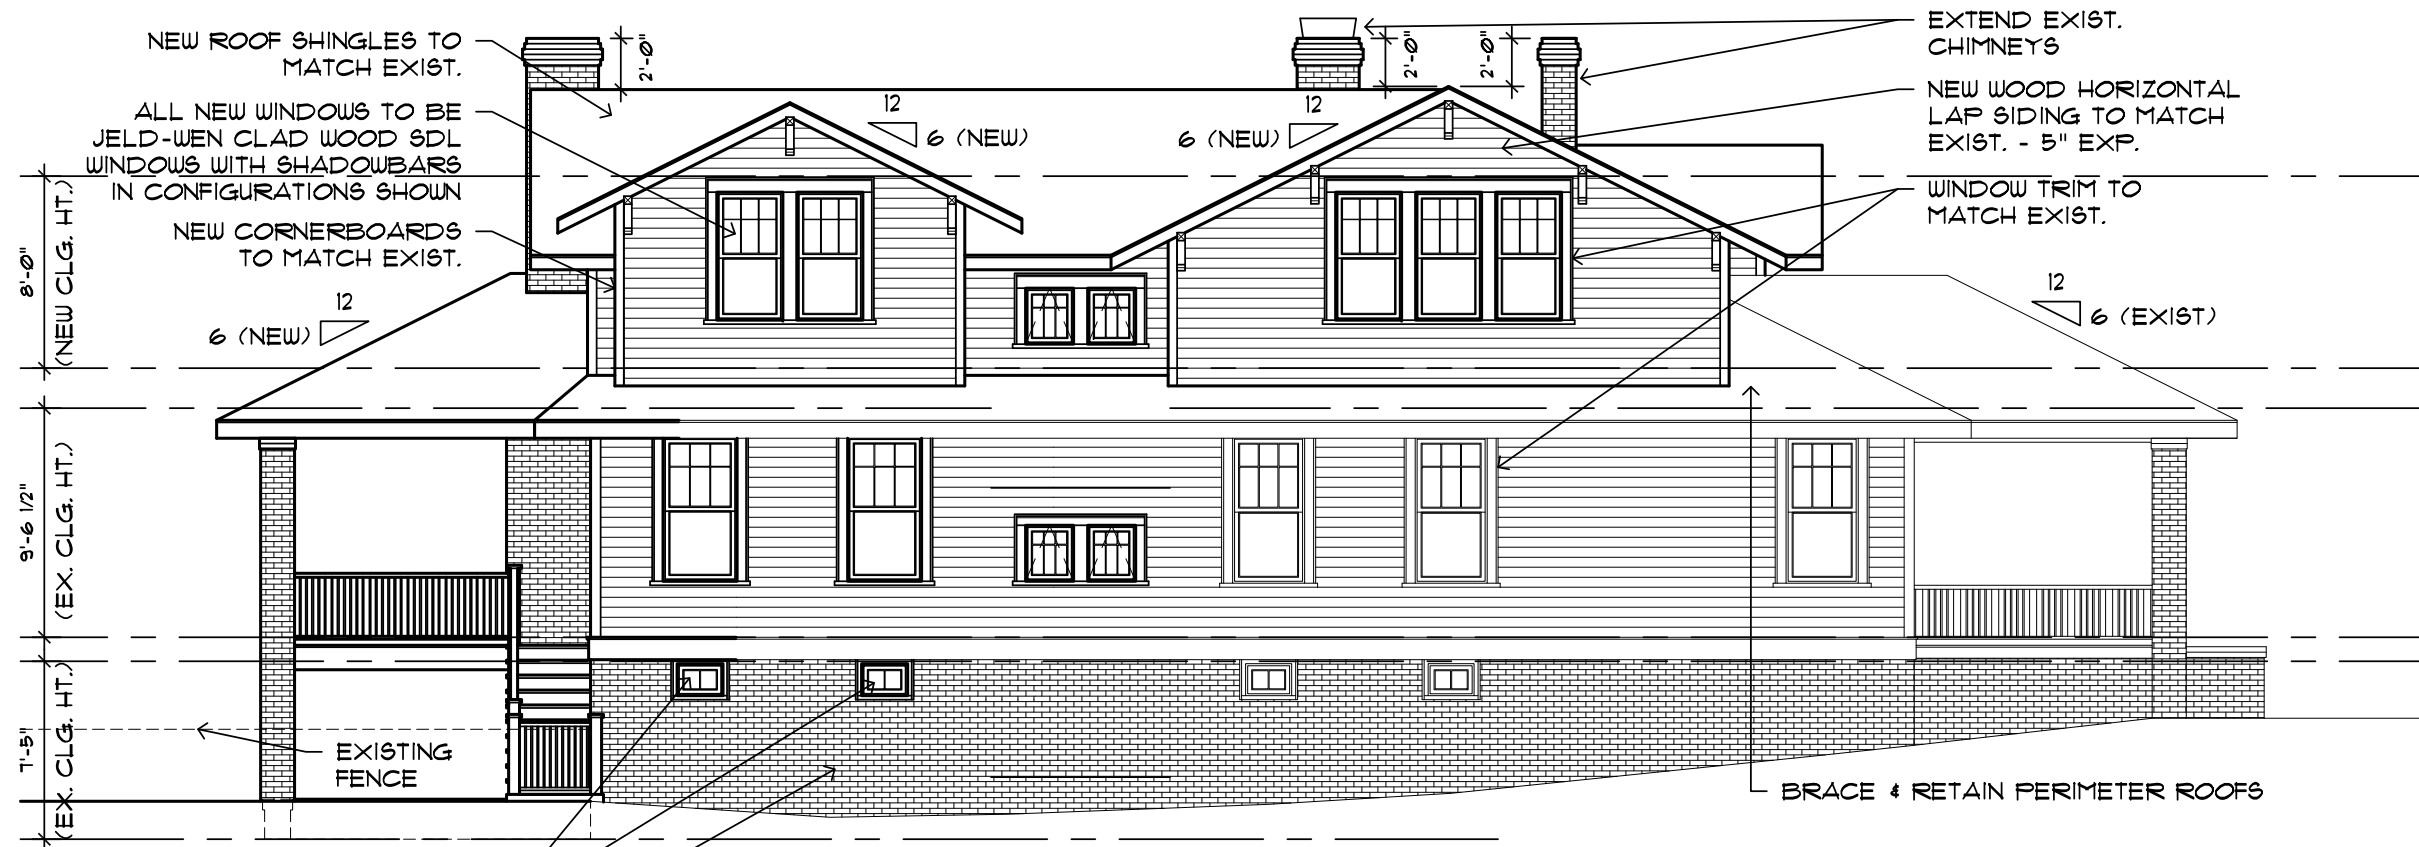 NEW ROOF SHINGLES TO
MATCH EXIST.
ALL NEW WINDOWS TO BE
JELD-WEN CLAD WOOD SDL
WINDOWS WITH SHADOWBARS
IN CONFIGURATIONS SHOWN
NEW CORNERBOARDS
TO MATCH EXIST.
2'-0"
2'-0"
2'-0"
EXTEND EXIST.
CHIMNEYS
NEW WOOD HORIZONTAL
LAP SIDING TO MATCH
EXIST. - 5" EXP.
WINDOW TRIM TO
MATCH EXIST.
12
6 (NEW)
12
6 (NEW)
12
6 (NEW)
12
6 (EXIST)
8'-0"
(NEW CLG. HT.)
9'-6 1/2"
(EX. CLG. HT.)
7'-5"
(EX. CLG. HT.)
EXISTING
FENCE
BRACE & RETAIN PERIMETER ROOFS